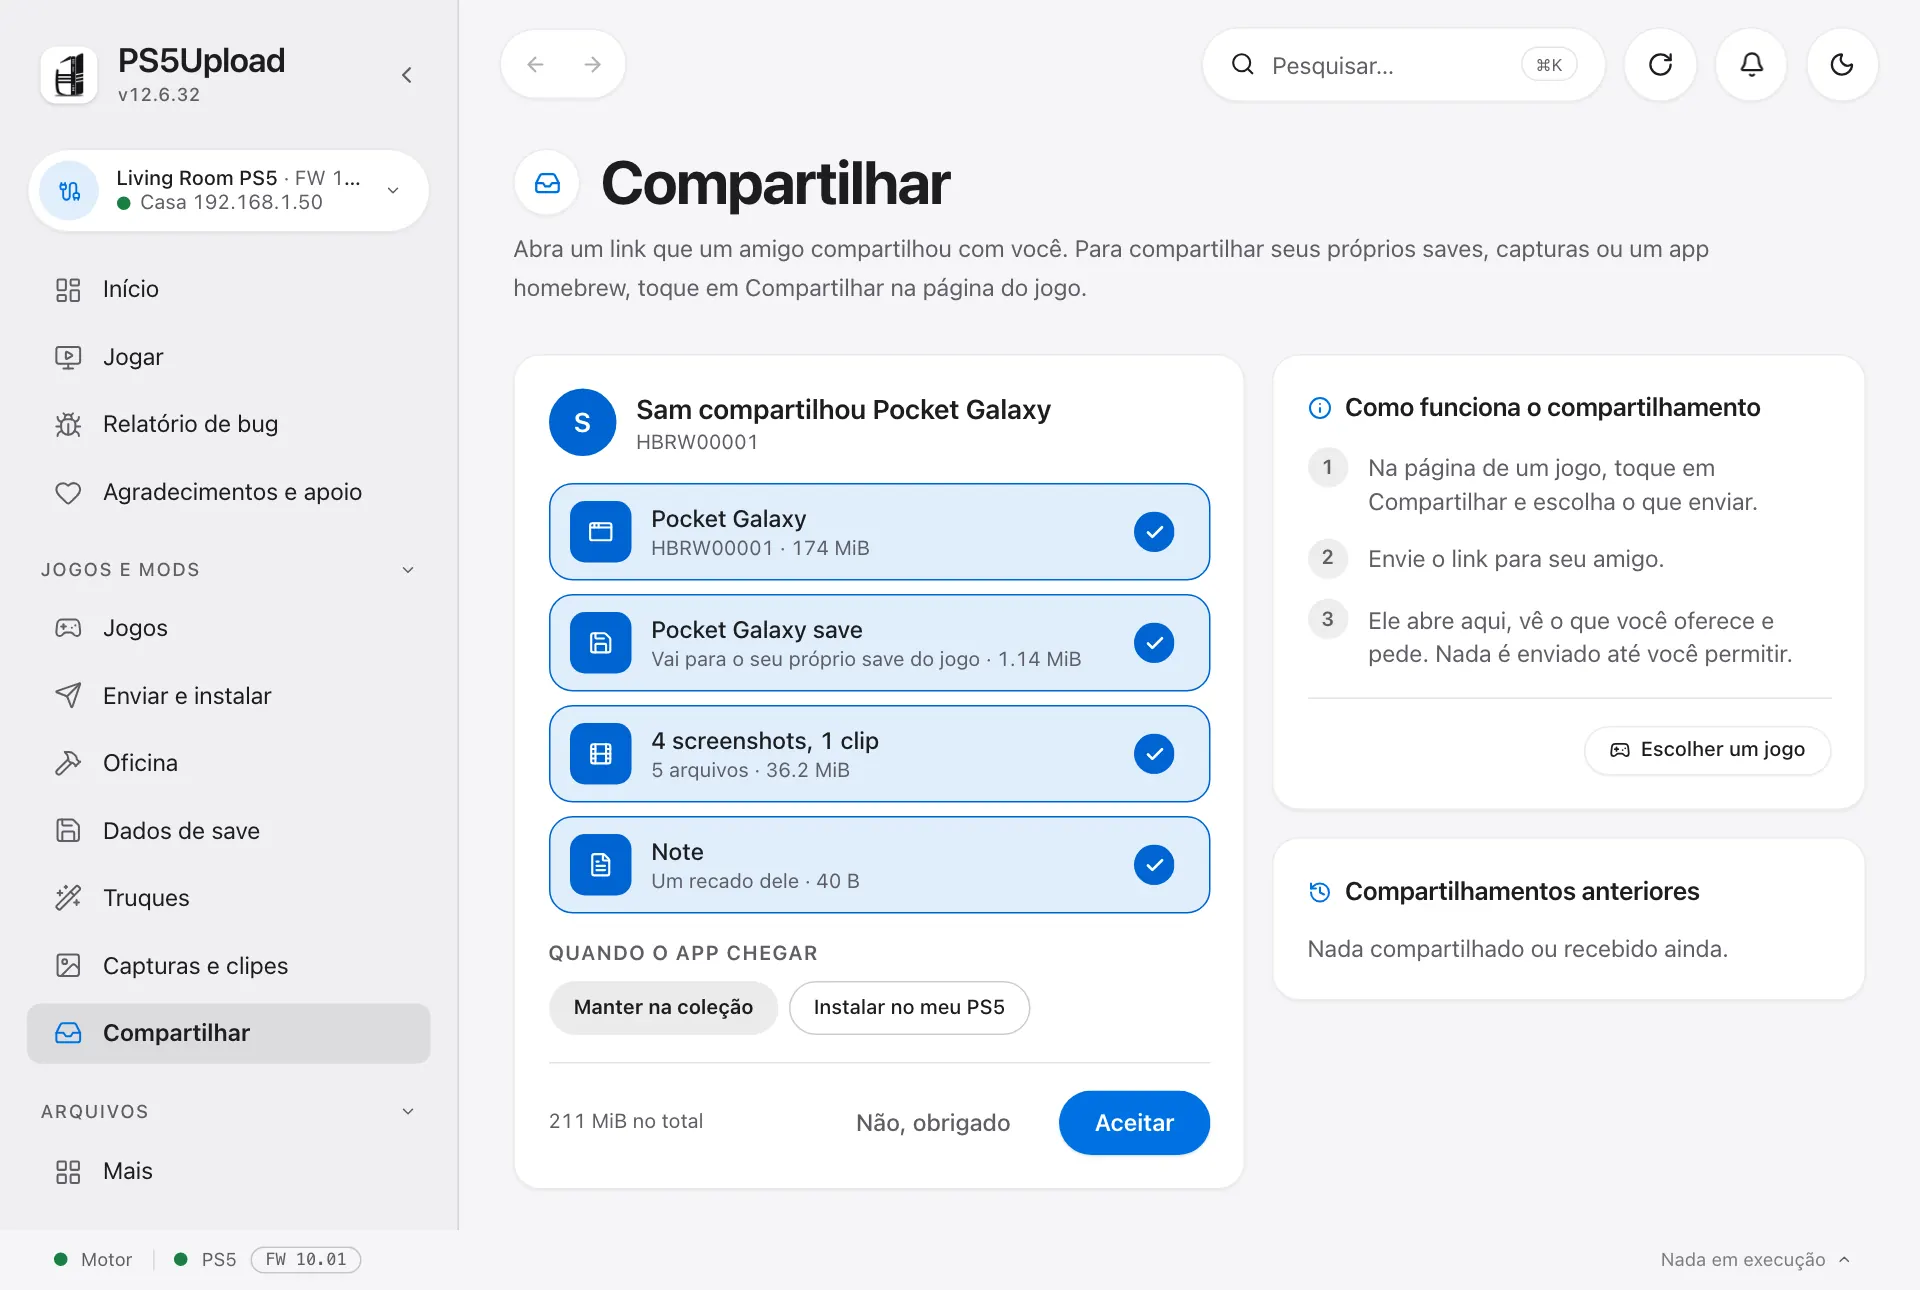 PS5Upload
v12.6.32
Living Room PS5 · FW 1...
Casa 192.168.1.50
Início
Jogar
Relatório de bug
Agradecimentos e apoio
JOGOS E MODS
Jogos
Enviar e instalar
Oficina
Dados de save
Truques
Capturas e clipes
Compartilhar
ARQUIVOS
Mais
Pesquisar...
⌘K
Compartilhar
Abra um link que um amigo compartilhou com você. Para compartilhar seus próprios saves, capturas ou um app
homebrew, toque em Compartilhar na página do jogo.
S
Sam compartilhou Pocket Galaxy
HBRW00001
Pocket Galaxy
HBRW00001 · 174 MiB
Pocket Galaxy save
Vai para o seu próprio save do jogo · 1.14 MiB
4 screenshots, 1 clip
5 arquivos · 36.2 MiB
Note
Um recado dele · 40 B
QUANDO O APP CHEGAR
Manter na coleção
Instalar no meu PS5
211 MiB no total
Não, obrigado
Aceitar
Como funciona o compartilhamento
1
Na página de um jogo, toque em
Compartilhar e escolha o que enviar.
2
Envie o link para seu amigo.
3
Ele abre aqui, vê o que você oferece e
pede. Nada é enviado até você permitir.
Escolher um jogo
Compartilhamentos anteriores
Nada compartilhado ou recebido ainda.
Motor
PS5
FW 10.01
Nada em execução